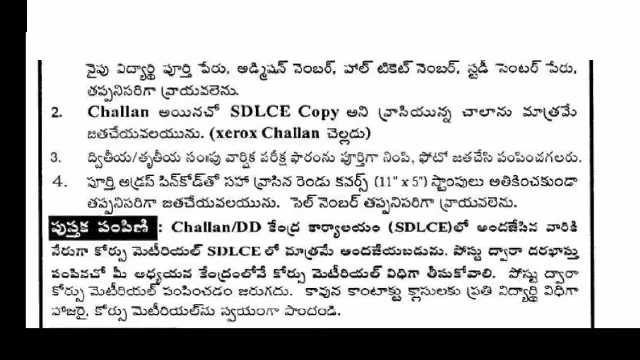 వైపు విద్యార్థి పూర్తి పేరు, అడ్మిషన్ నెంబర్, హాల్ టికెట్ నెంబర్, స్టడీ సెంటర్ పేరు,
తప్పనిసరిగా వ్రాయవలెను.
2. Challan అయినచో SDLCE Copy అని వ్రాసియున్న చాలాను మాత్రమే
జతచేయవలయును. (xerox Challan చెల్లదు)
3. ద్వితీయ/తృతీయ సంఃపు వార్షిక పరీక్ష ఫారంను పూర్తిగా నింపి, ఫోటో జతచేసి పంపించగలరు.
4. పూర్తి అడ్రస్ పిన్‌కోడ్‌తో సహా వ్రాసిన రెండు కవర్స్ (11" x 5") స్టాంపులు అతికించకుండా
తప్పనిసరిగా జతచేయవలయును. సెల్ నెంబర్ తప్పనిసరిగా వ్రాయవలెను.
పుస్తక పంపిణి : Challan/DD కేంద్ర కార్యాలయం (SDLCE)లో అందజేసిన వారికి
నేరుగా కోర్సు మెటీరియల్ SDLCE లో మాత్రమే అందజేయబడును. పోస్టు ద్వారా దరఖాస్తు
పంపినచో మీ అధ్యయన కేంద్రంలోనే కోర్సు మెటీరియల్ విధిగా తీసుకోవాలి. పోస్టు ద్వారా
కోర్సు మెటీరియల్ పంపించడం జరుగదు. కావున కాంటాక్టు క్లాసులకు ప్రతి విద్యార్థి విధిగా
హాజరై, కోర్సు మెటీరియల్‌ను స్వయంగా పొందండి.